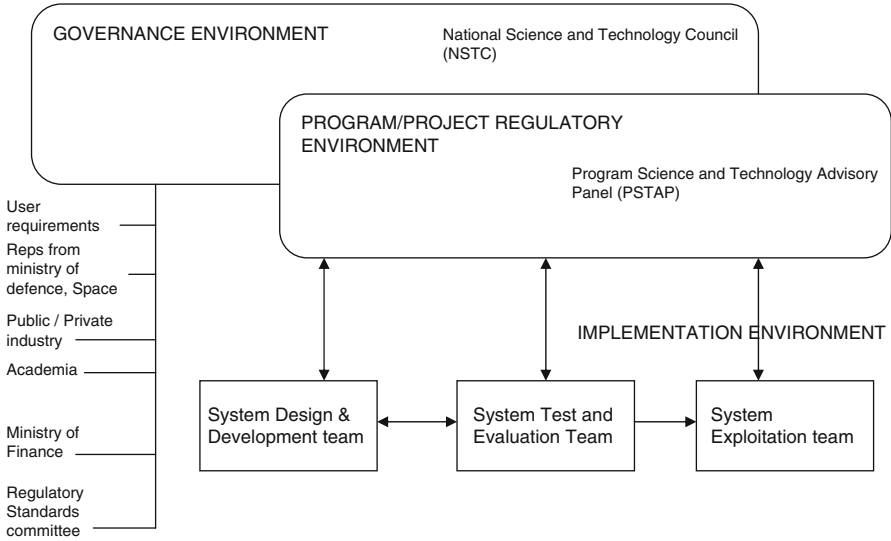 GOVERNANCE ENVIRONMENT
National Science and Technology Council
(NSTC)
PROGRAM/PROJECT REGULATORY
ENVIRONMENT
Program Science and Technology Advisory
Panel (PSTAP)
User
requirements
Reps from
ministry of
defence, Space
Public / Private
industry
Academia
Ministry of
Finance
Regulatory
Standards
committee
IMPLEMENTATION ENVIRONMENT
System Design &
Development team
System Test and
Evaluation Team
System
Exploitation team